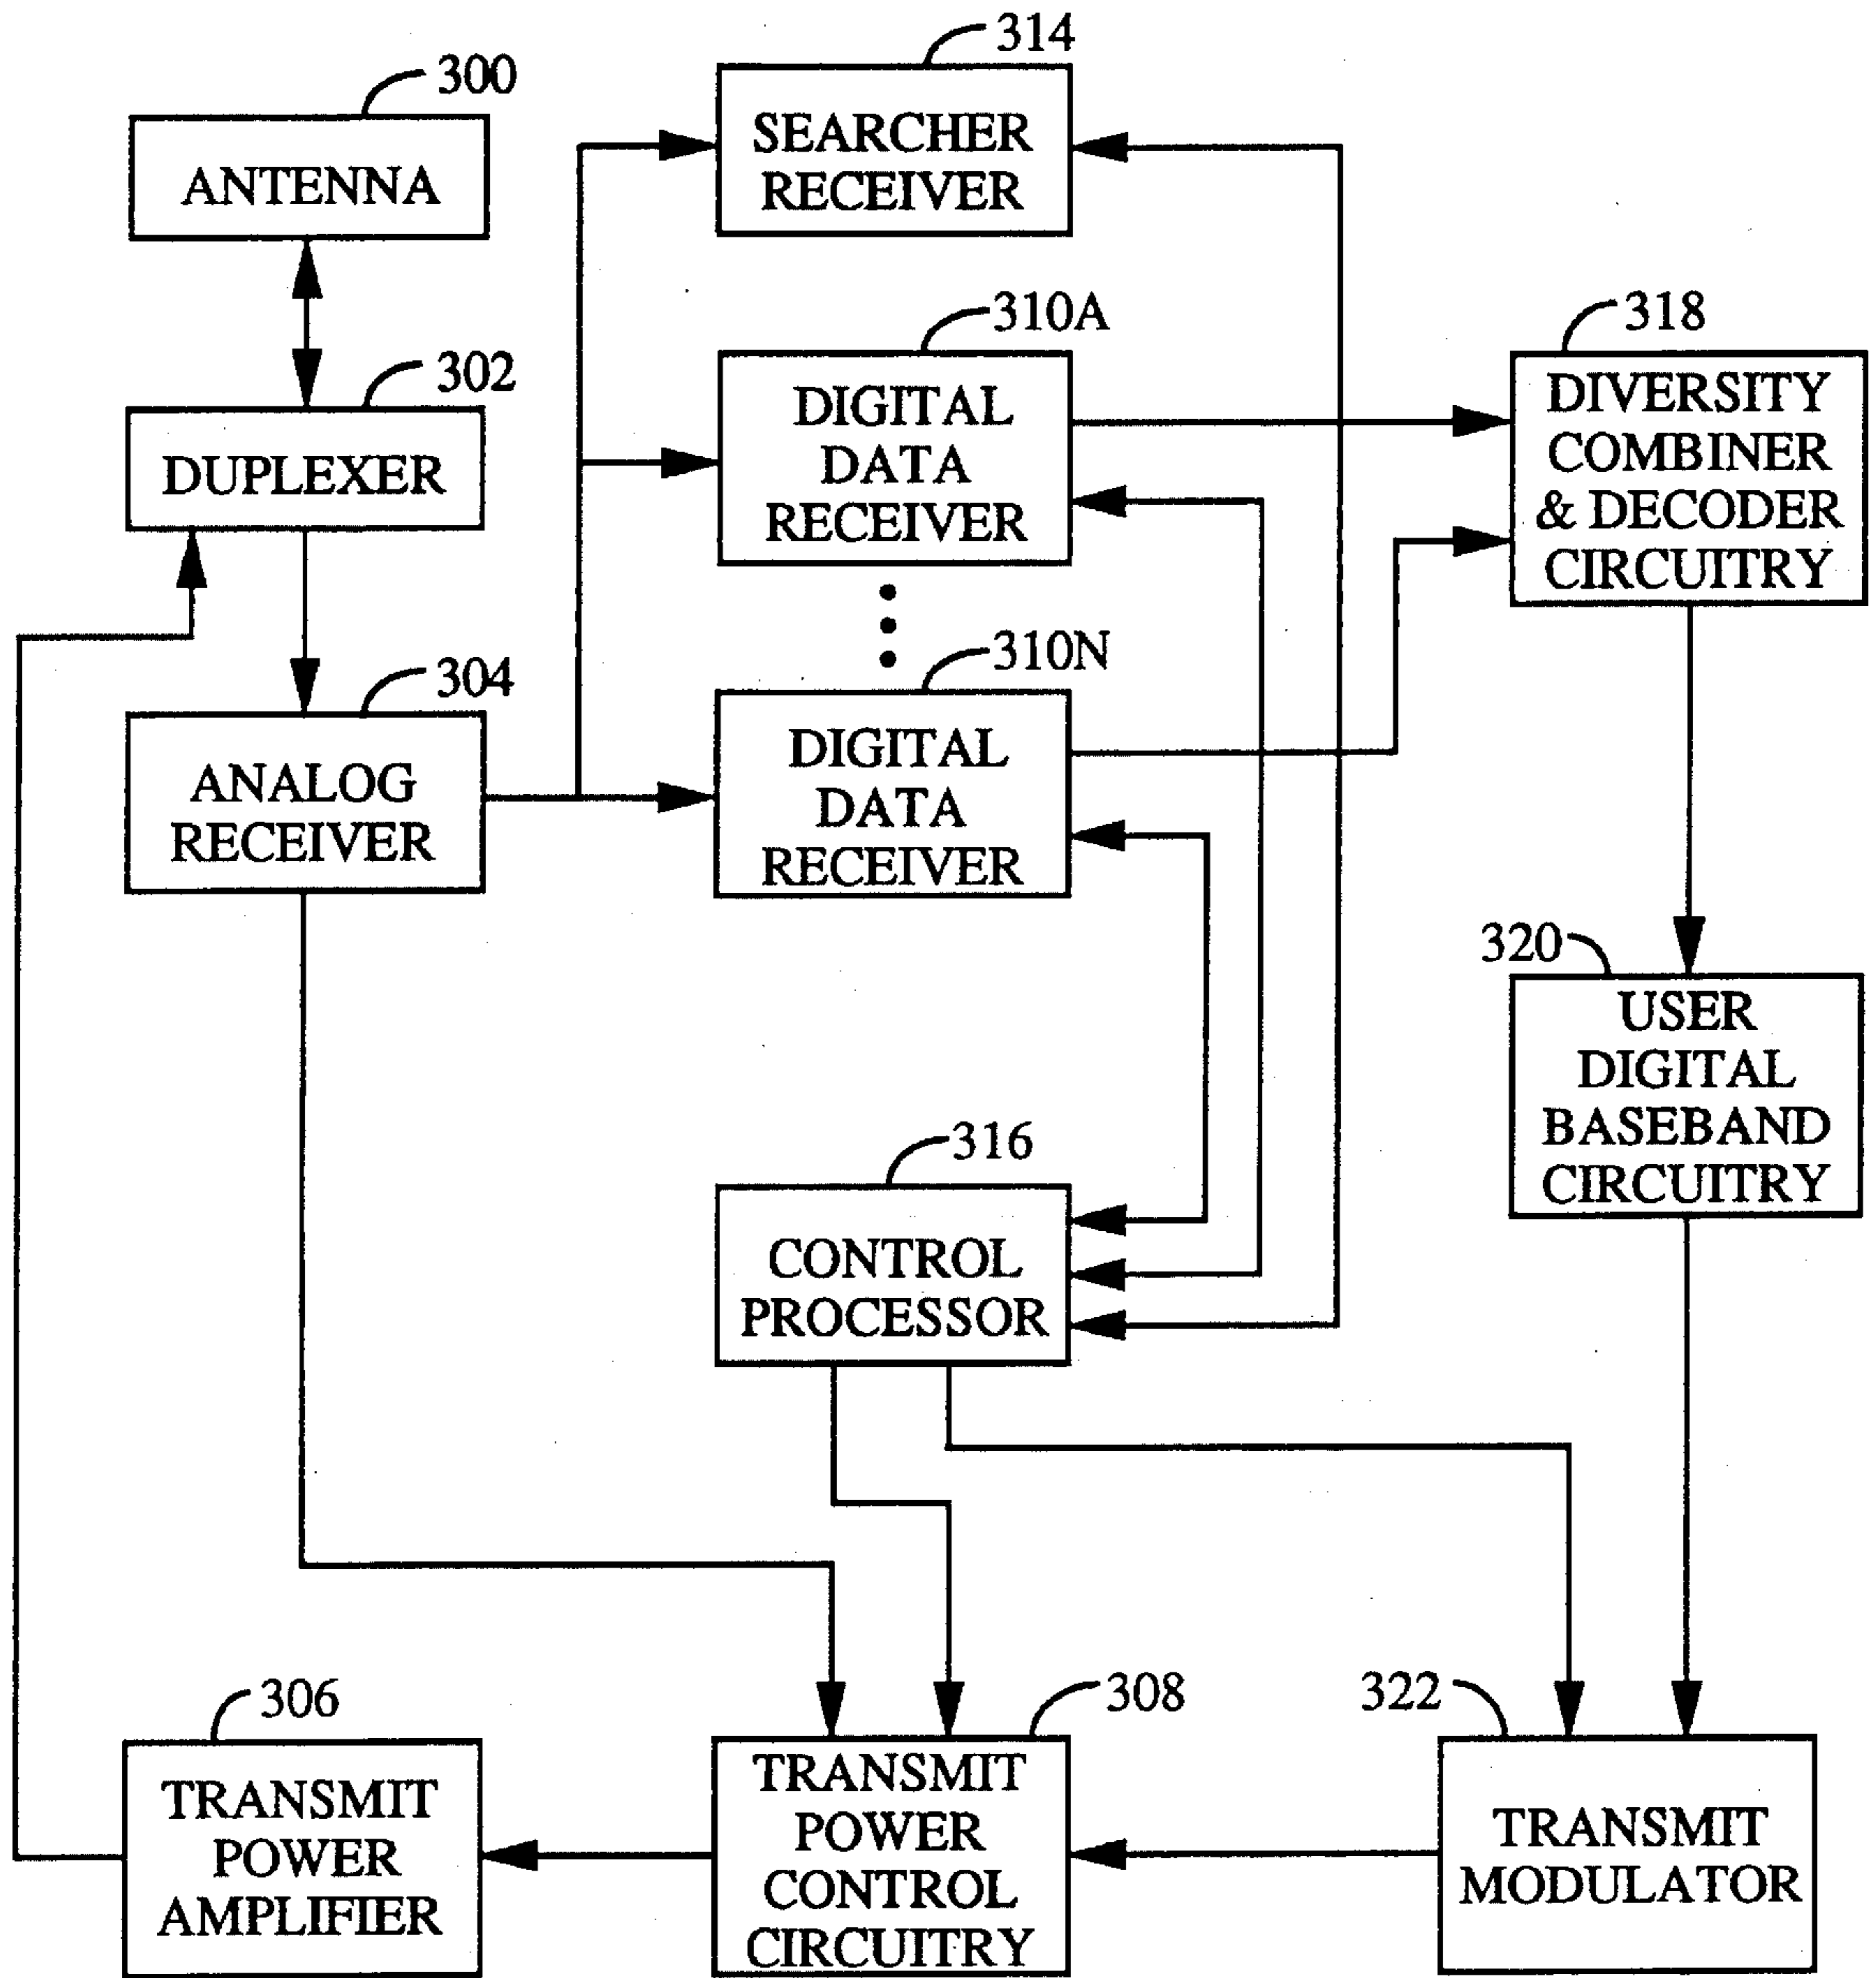 300
ANTENNA
314
SEARCHER
RECEIVER
302
DUPLEXER
310A
DIGITAL
DATA
RECEIVER
318
DIVERSITY
COMBINER
& DECODER
CIRCUITRY
304
ANALOG
RECEIVER
310N
DIGITAL
DATA
RECEIVER
320
USER
DIGITAL
BASEBAND
CIRCUITRY
316
CONTROL
PROCESSOR
306
TRANSMIT
POWER
AMPLIFIER
308
TRANSMIT
POWER
CONTROL
CIRCUITRY
322
TRANSMIT
MODULATOR